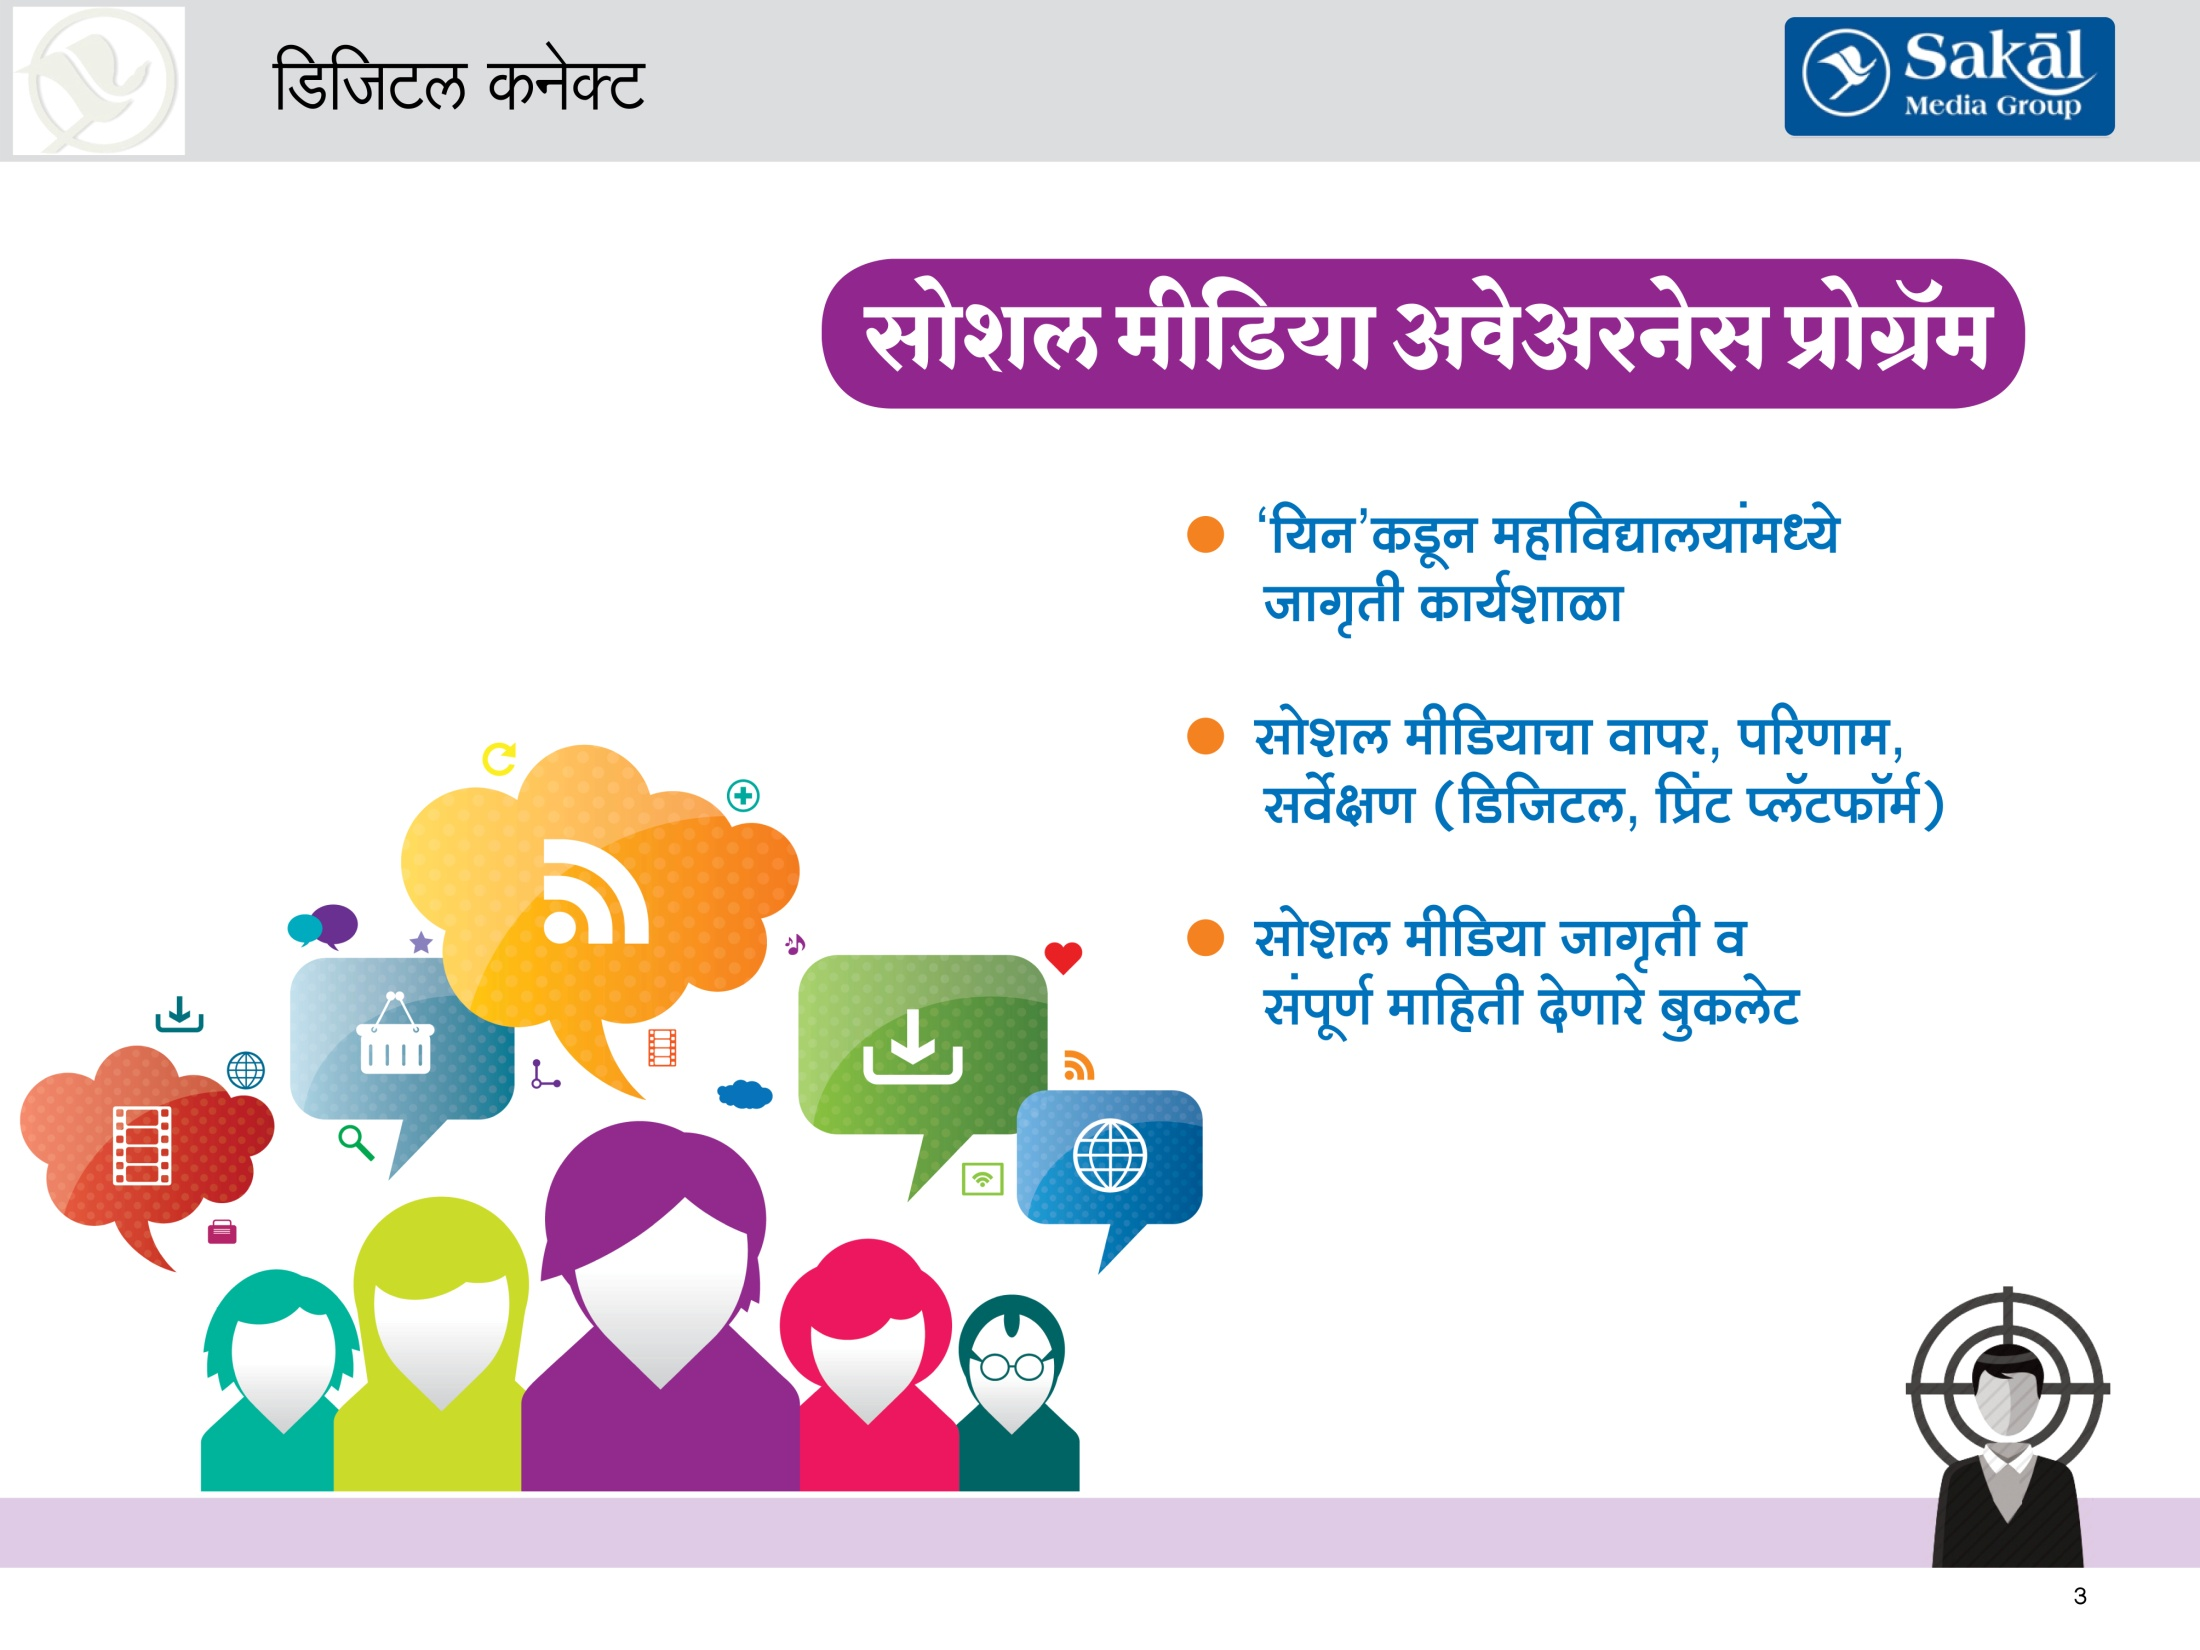 डिजिटल कनेक्ट
Sakāl
Media Group
सोशल मीडिया अवेअरनेस प्रोग्रॅम
‘यिन’कडून महाविद्यालयांमध्ये
जागृती कार्यशाळा
सोशल मीडियाचा वापर, परिणाम,
सर्वेक्षण (डिजिटल, प्रिंट प्लॅटफॉर्म)
सोशल मीडिया जागृती व
संपूर्ण माहिती देणारे बुकलेट
3